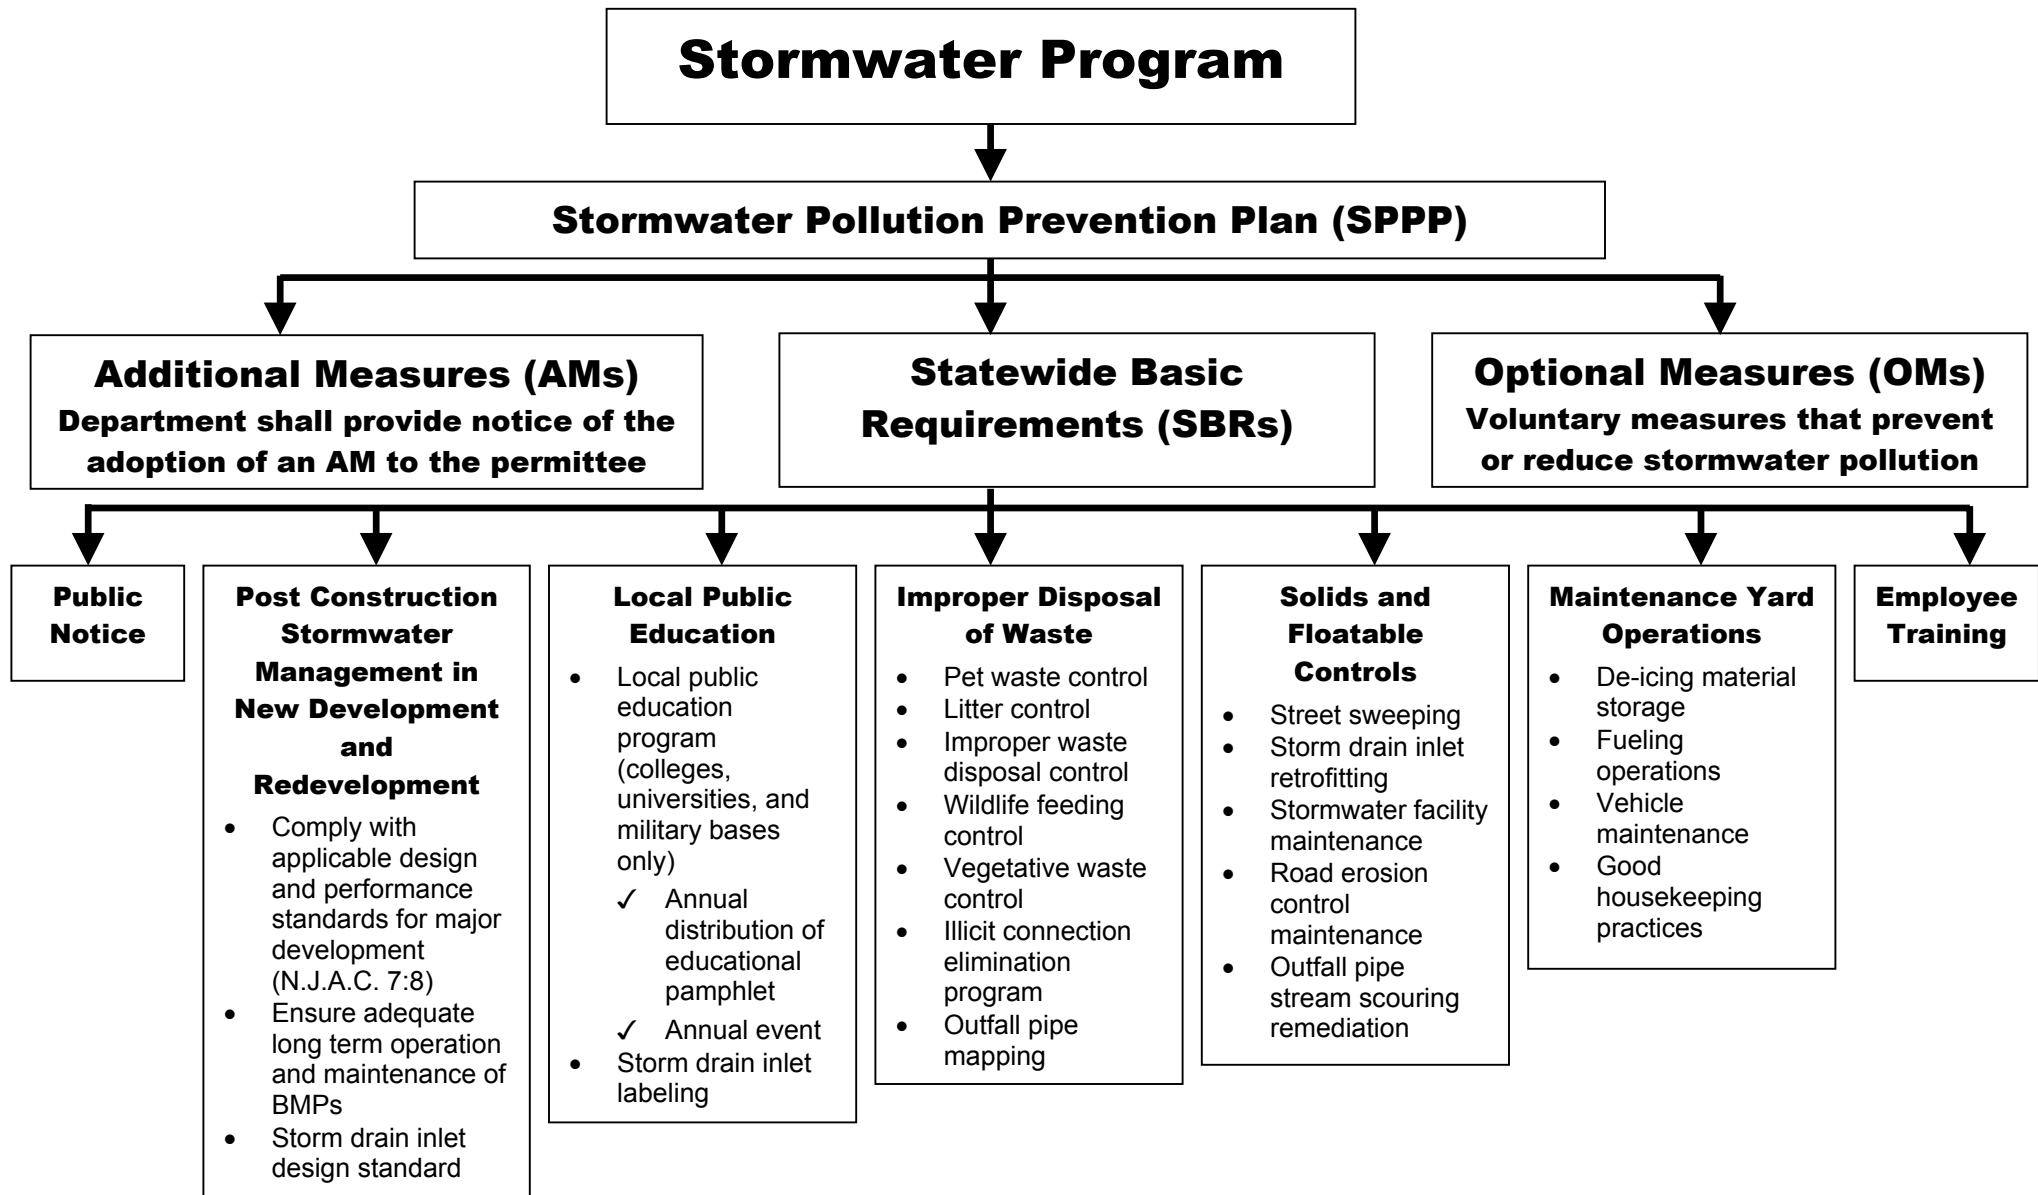 Stormwater Program
Stormwater Pollution Prevention Plan (SPPP)
Additional Measures (AMs)
Department shall provide notice of the
adoption of an AM to the permittee
Statewide Basic
Requirements (SBRs)
Optional Measures (OMs)
Voluntary measures that prevent
or reduce stormwater pollution
Public
Notice
Post Construction
Stormwater
Management in
New Development
and
Redevelopment
• Comply with
applicable design
and performance
standards for major
development
(N.J.A.C. 7:8)
• Ensure adequate
long term operation
and maintenance of
BMPs
• Storm drain inlet
design standard
Local Public
Education
• Local public
education
program
(colleges,
universities, and
military bases
only)
✓ Annual
distribution of
educational
pamphlet
✓ Annual event
• Storm drain inlet
labeling
Improper Disposal
of Waste
• Pet waste control
• Litter control
• Improper waste
disposal control
• Wildlife feeding
control
• Vegetative waste
control
• Illicit connection
elimination
program
• Outfall pipe
mapping
Solids and
Floatable
Controls
• Street sweeping
• Storm drain inlet
retrofitting
• Stormwater facility
maintenance
• Road erosion
control
maintenance
• Outfall pipe
stream scouring
remediation
Maintenance Yard
Operations
• De-icing material
storage
• Fueling
operations
• Vehicle
maintenance
• Good
housekeeping
practices
Employee
Training